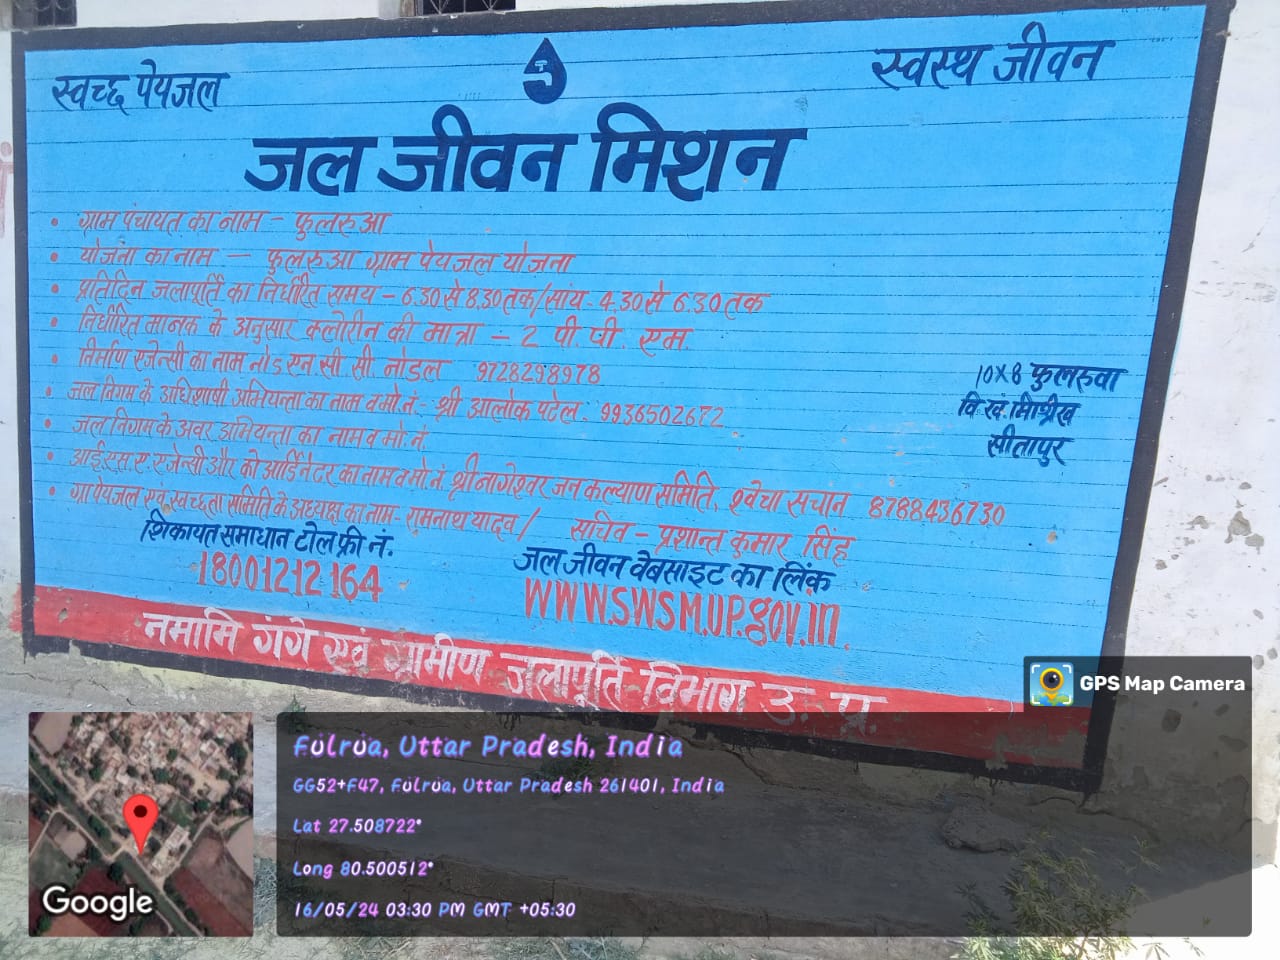 स्वच्छ पेयजल
स्वस्थ जीवन
जल जीवन मिशन
• ग्राम पंचायत का नाम - फुलरुआ
• योजना का नाम - फुलरुआ ग्राम पेयजल योजना
• प्रतिदिन जलापूर्ति का निर्धारित समय - 6.30 से 8.30 तक/सांय 4.30 से 6.30 तक
• निर्धारित मानक के अनुसार क्लोरीन की मात्रा - 2 पी. पी. एम.
• निर्माण एजेन्सी का नाम नं० एन सी सी नोडल 9728298978
• जल निगम के अधिशाषी अभियन्ता का नाम व मो.नं:- श्री आलोक पटेल. 9936502672
• जल निगम के अवर अभियन्ता का नाम व मो.नं.
• आई.एस.ए. एजेन्सी और को आर्डिनेटर का नाम व मो.नं. श्री नागेश्वर जन कल्याण समिति, श्वेचा सचान 8788436730
• ग्रा पेयजल एवं स्वच्छता समिति के अध्यक्ष का नाम- रामनाथ यादव/ सचिव - प्रशान्त कुमार सिंह
10X8 फुलरुवा
वि.खं. मिश्रिख
सीतापुर
शिकायत समाधान टोल फ्री नं.
18001212164
जल जीवन वेबसाइट का लिंक
WWW.SWSM.UP.gov.in.
नमामि गंगे एवं ग्रामीण जलापूर्ति विभाग उ. प्र.
GPS Map Camera
Fulrua, Uttar Pradesh, India
GG52+F47, Fulrua, Uttar Pradesh 261401, India
Lat 27.508722°
Long 80.500512°
16/05/24 03:30 PM GMT +05:30
Google